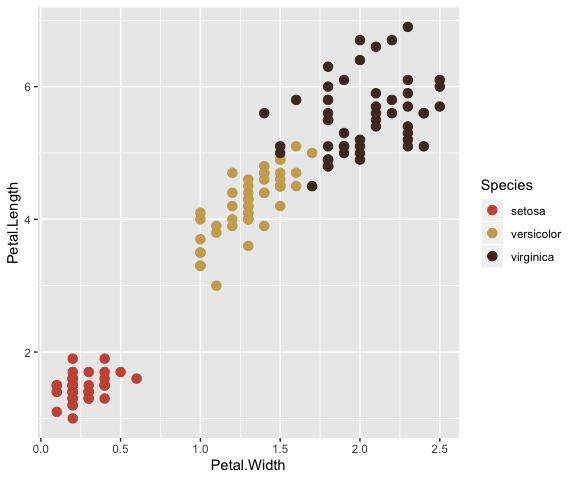 Petal.Length
6
4
2
0.0 0.5 1.0 1.5 2.0 2.5
Petal.Width
Species
setosa
versicolor
virginica